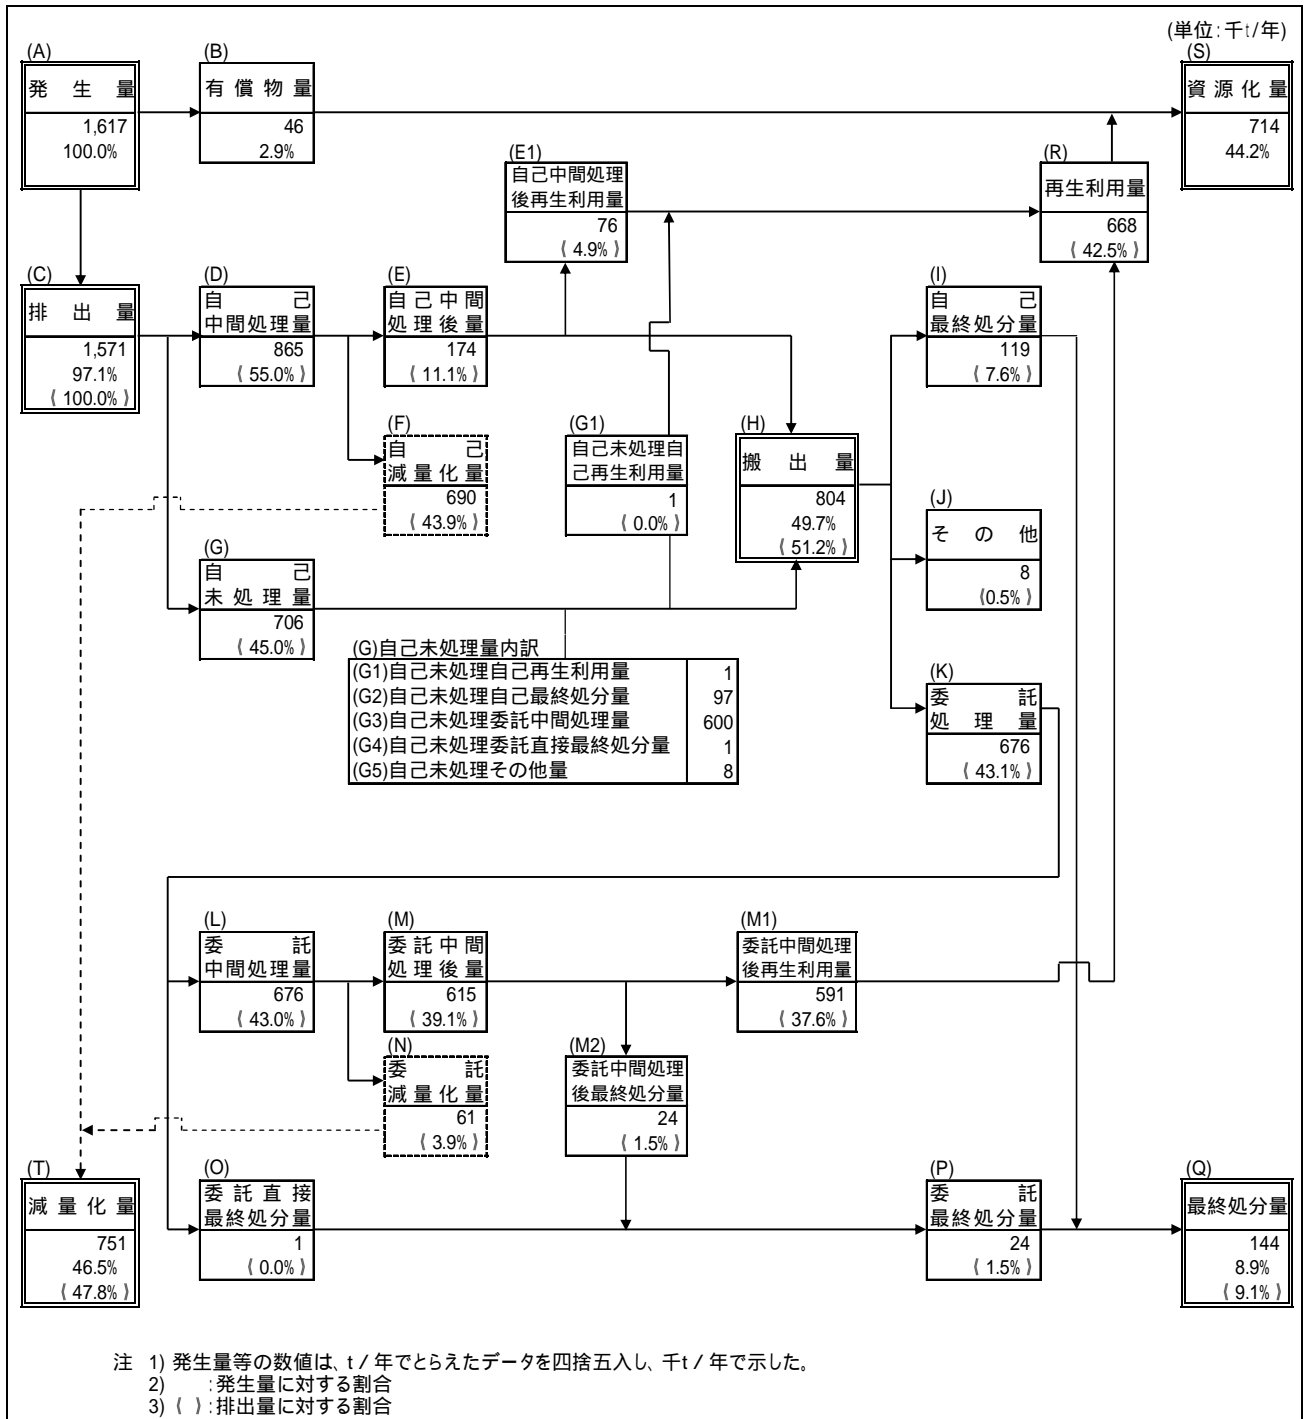 (単位:千t/年)
(A)
発生量
1,617
100.0%
(B)
有償物量
46
2.9%
(S)
資源化量
714
44.2%
(E1)
自己中間処理
後再生利用量
76
( 4.9% )
(R)
再生利用量
668
( 42.5% )
(C)
排出量
1,571
97.1%
( 100.0% )
(D)
自己
中間処理量
865
( 55.0% )
(E)
自己中間
処理後量
174
( 11.1% )
(I)
自己
最終処分量
119
( 7.6% )
(F)
自己
減量化量
690
( 43.9% )
(G1)
自己未処理自
己再生利用量
1
( 0.0% )
(H)
搬出量
804
49.7%
( 51.2% )
(J)
その他
8
(0.5% )
(G)
自己
未処理量
706
( 45.0% )
(G)自己未処理量内訳
(G1)自己未処理自己再生利用量 1
(G2)自己未処理自己最終処分量 97
(G3)自己未処理委託中間処理量 600
(G4)自己未処理委託直接最終処分量 1
(G5)自己未処理その他量 8
(K)
委託
処理量
676
( 43.1% )
(L)
委託
中間処理量
676
( 43.0% )
(M)
委託中間
処理後量
615
( 39.1% )
(M1)
委託中間処理
後再生利用量
591
( 37.6% )
(N)
委託
減量化量
61
( 3.9% )
(M2)
委託中間処理
後最終処分量
24
( 1.5% )
(T)
減量化量
751
46.5%
( 47.8% )
(O)
委託直接
最終処分量
1
( 0.0% )
(P)
委託
最終処分量
24
( 1.5% )
(Q)
最終処分量
144
8.9%
( 9.1% )
注 1) 発生量等の数値は、t / 年でとらえたデータを四捨五入し、千t / 年で示した。
2) :発生量に対する割合
3) ( ):排出量に対する割合